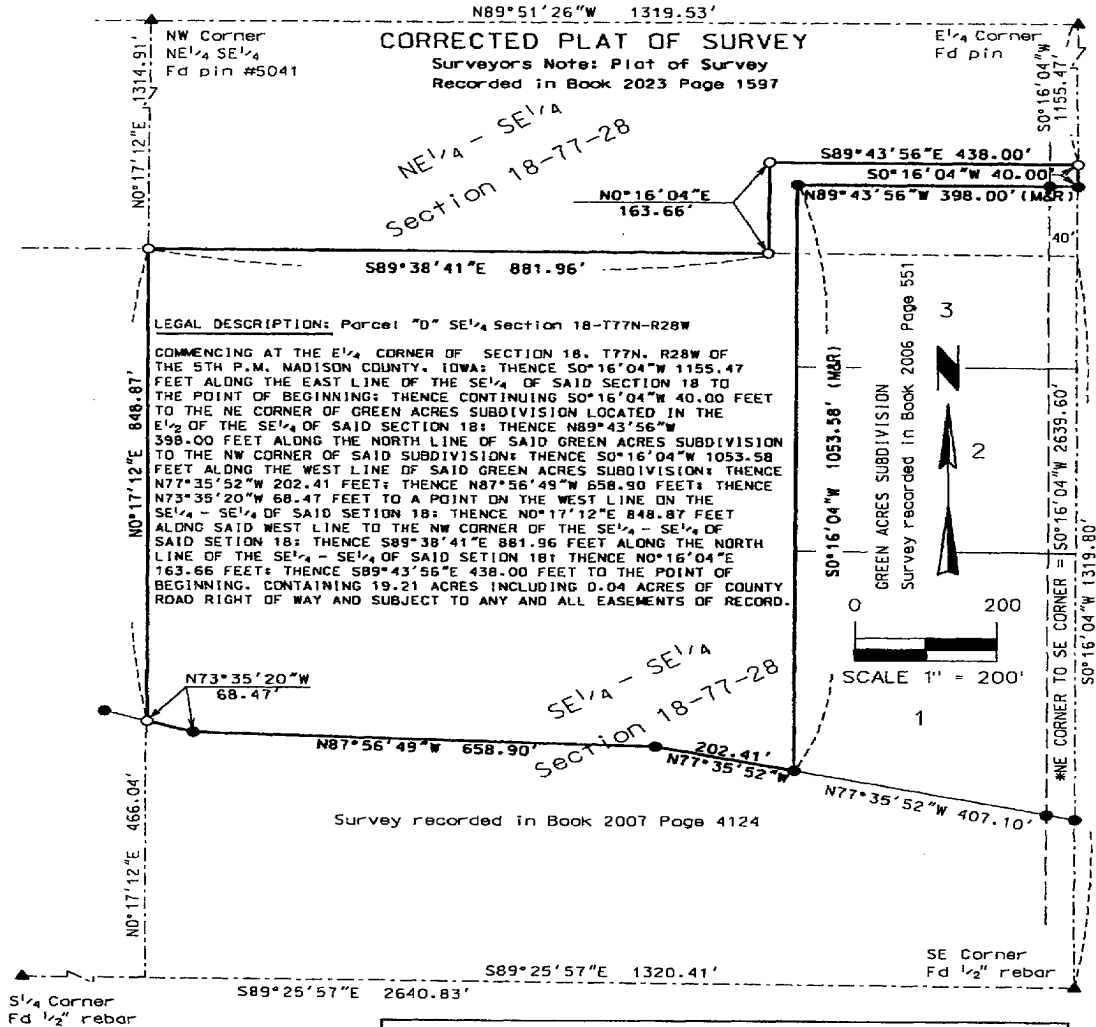 N89°51'26"W 1319.53'
NW Corner
NE¼ SE¼
Fd pin #5041
CORRECTED PLAT OF SURVEY
Surveyors Note: Plat of Survey
Recorded in Book 2023 Page 1597
E¼ Corner
Fd pin
N0°17'12"E 1314.91'
S0°16'04"W
1155.47'
NE¼ - SE¼
Section 18-77-28
S89°43'56"E 438.00'
S0°16'04"W 40.00'
N89°43'56"W 398.00' (M&R)
N0°16'04"E
163.66'
40'
S89°38'41"E 881.96'
LEGAL DESCRIPTION: Parcel "D" SE¼ Section 18-T77N-R28W
COMMENCING AT THE E¼ CORNER OF SECTION 18, T77N, R28W OF
THE 5TH P.M. MADISON COUNTY, IOWA; THENCE S0°16'04"W 1155.47
FEET ALONG THE EAST LINE OF THE SE¼ OF SAID SECTION 18 TO
THE POINT OF BEGINNING; THENCE CONTINUING S0°16'04"W 40.00 FEET
TO THE NE CORNER OF GREEN ACRES SUBDIVISION LOCATED IN THE
E½ OF THE SE¼ OF SAID SECTION 18; THENCE N89°43'56"W
398.00 FEET ALONG THE NORTH LINE OF SAID GREEN ACRES SUBDIVISION
TO THE NW CORNER OF SAID SUBDIVISION; THENCE S0°16'04"W 1053.58
FEET ALONG THE WEST LINE OF SAID GREEN ACRES SUBDIVISION; THENCE
N77°35'52"W 202.41 FEET; THENCE N87°56'49"W 658.90 FEET; THENCE
N73°35'20"W 68.47 FEET TO A POINT ON THE WEST LINE ON THE
SE¼ - SE¼ OF SAID SETION 18; THENCE N0°17'12"E 848.87 FEET
ALONG SAID WEST LINE TO THE NW CORNER OF THE SE¼ - SE¼ OF
SAID SETION 18; THENCE S89°38'41"E 881.96 FEET ALONG THE NORTH
LINE OF THE SE¼ - SE¼ OF SAID SETION 18; THENCE N0°16'04"E
163.66 FEET; THENCE S89°43'56"E 438.00 FEET TO THE POINT OF
BEGINNING. CONTAINING 19.21 ACRES INCLUDING 0.04 ACRES OF COUNTY
ROAD RIGHT OF WAY AND SUBJECT TO ANY AND ALL EASEMENTS OF RECORD.
N0°17'12"E 848.87'
S0°16'04"W 1053.58' (M&R)
GREEN ACRES SUBDIVISION
Survey recorded in Book 2006 Page 551
3
N
2
0 200
SCALE 1" = 200'
1
*NE CORNER TO SE CORNER = S0°16'04"W 2639.60'
S0°16'04"W 1319.80'
SE¼ - SE¼
Section 18-77-28
N73°35'20"W
68.47'
N87°56'49"W 658.90'
202.41'
N77°35'52"W
N77°35'52"W 407.10'
Survey recorded in Book 2007 Page 4124
N0°17'12"E 466.04'
SE Corner
Fd ½" rebar
S89°25'57"E 1320.41'
S89°25'57"E 2640.83'
S¼ Corner
Fd ½" rebar